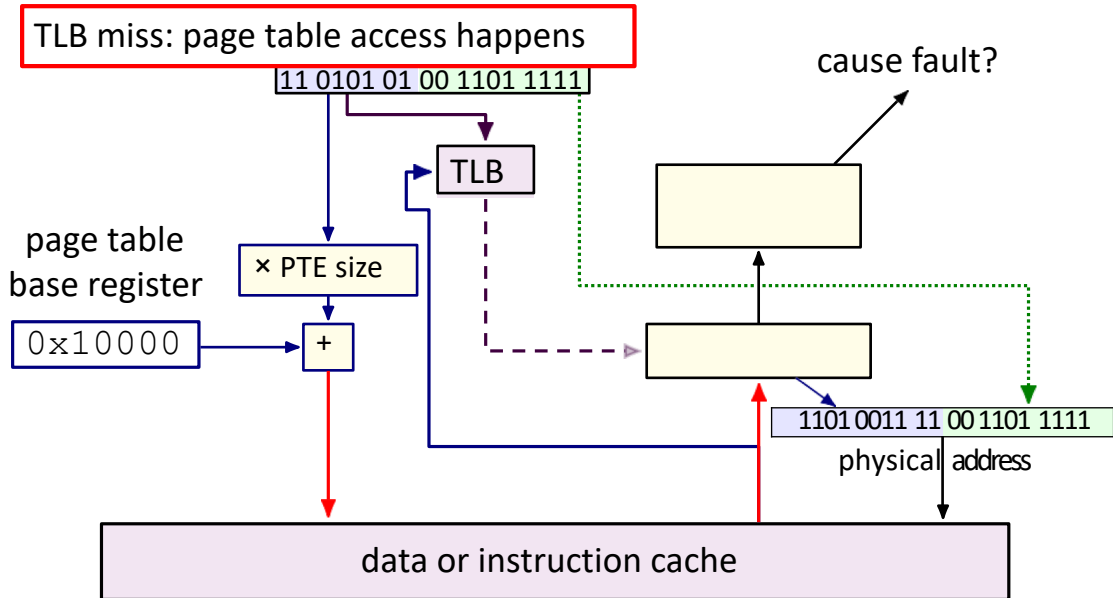 TLB miss: page table access happens
11 0101 01 00 1101 1111
cause fault?
TLB
page table
base register
× PTE size
0x10000
+
1101 0011 11 00 1101 1111
physical address
data or instruction cache